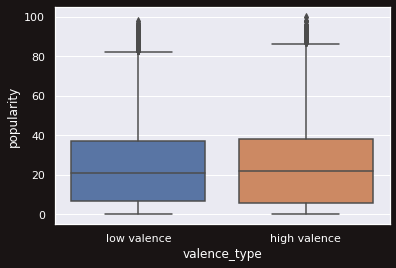 100
80
60
40
20
0
popularity
low valence
high valence
valence_type